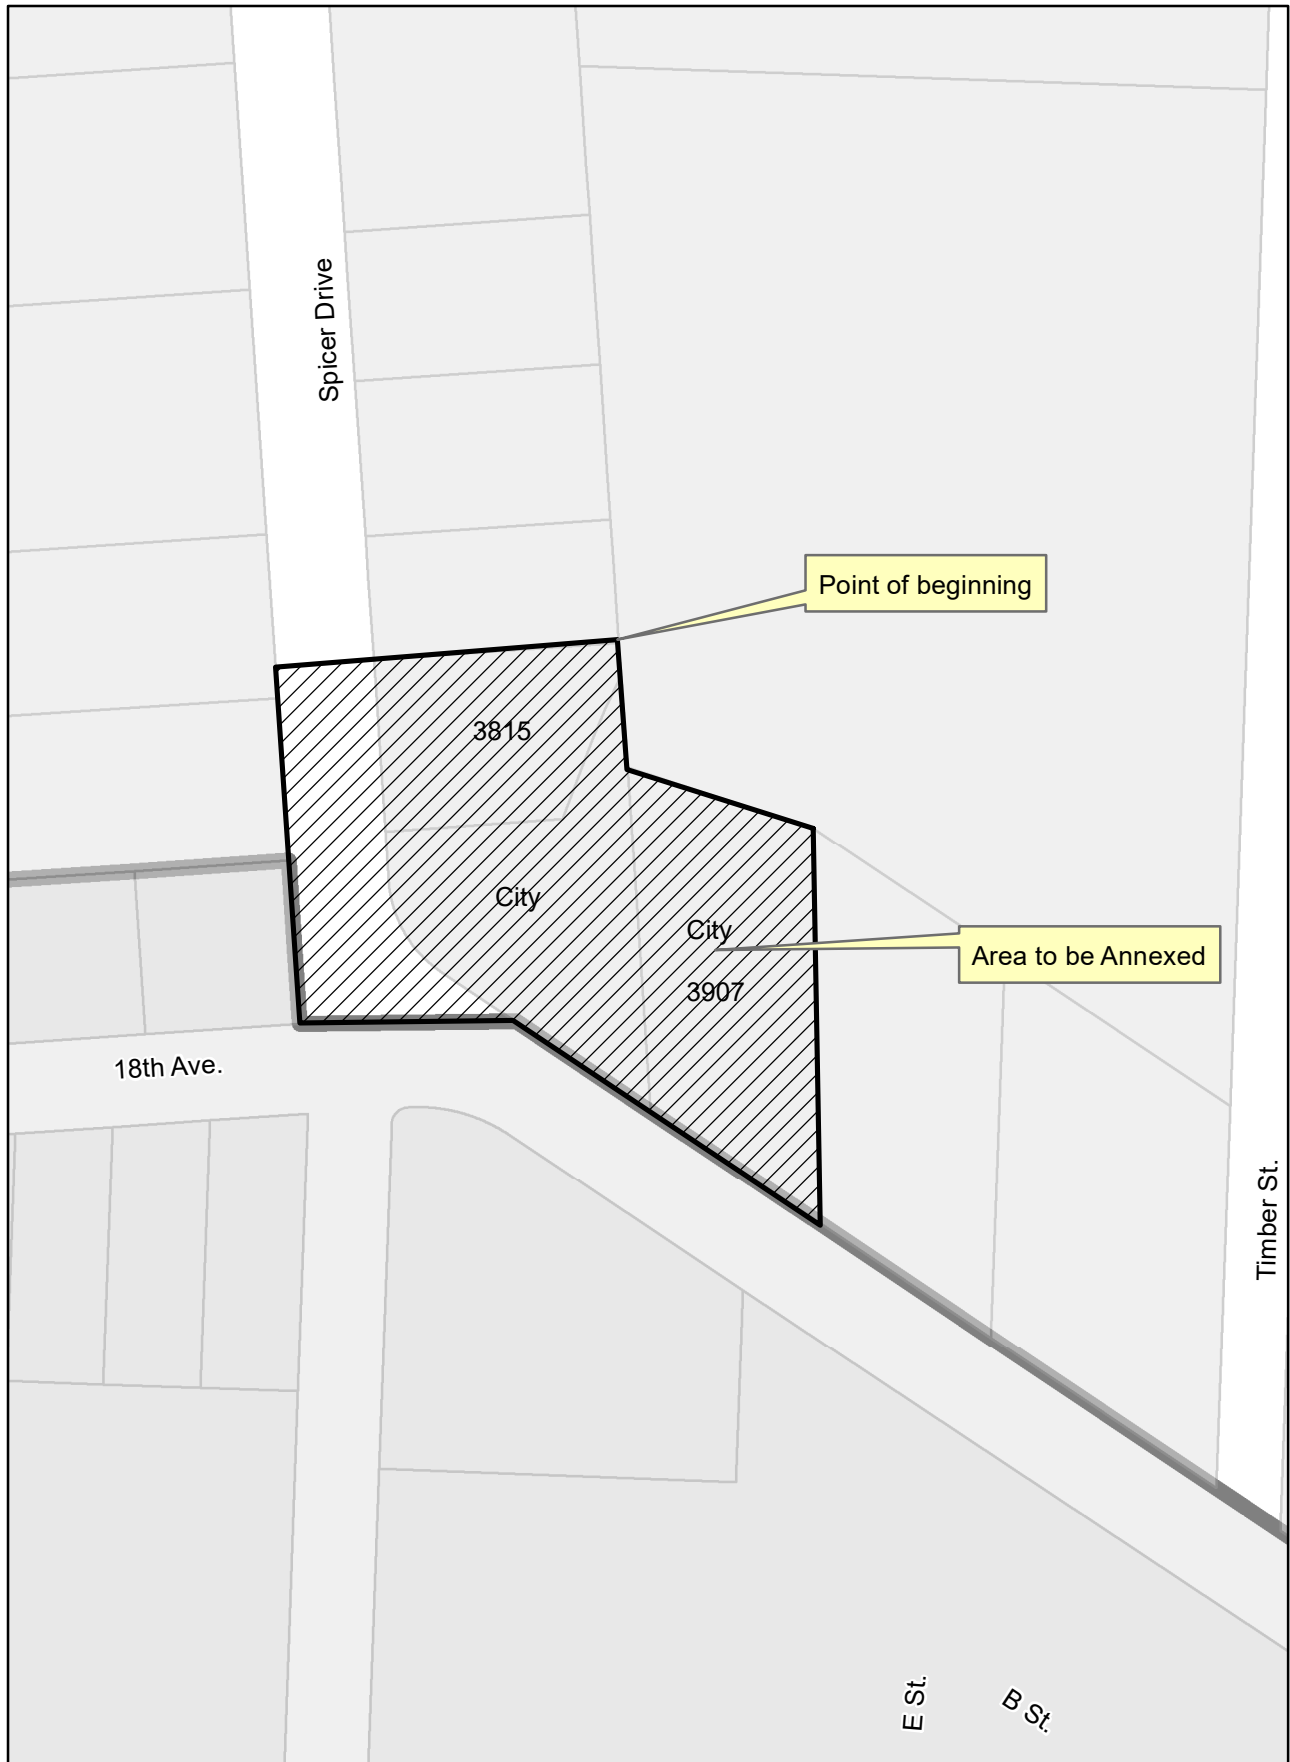 Spicer Drive
Point of beginning
3815
City
City
Area to be Annexed
3907
18th Ave.
Timber St.
E St.
B St.